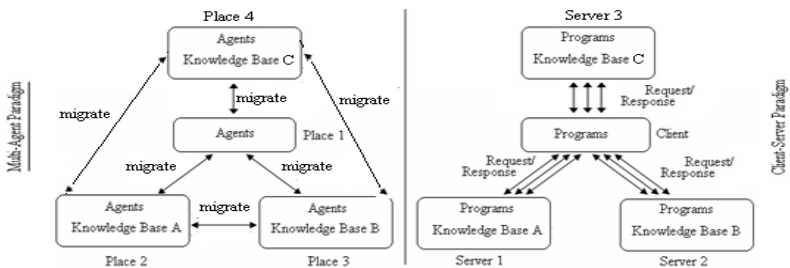 Place 4
Agents
Knowledge Base C
migrate
migrate
migrate
Agents
Place 1
migrate
migrate
Agents
Knowledge Base A
migrate
Agents
Knowledge Base B
Place 2
Place 3
Multi-Agent Paradigm
Server 3
Programs
Knowledge Base C
Request/
Response
Programs
Client
Request/
Response
Request/
Response
Programs
Knowledge Base A
Programs
Knowledge Base B
Server 1
Server 2
Client-Server Paradigm